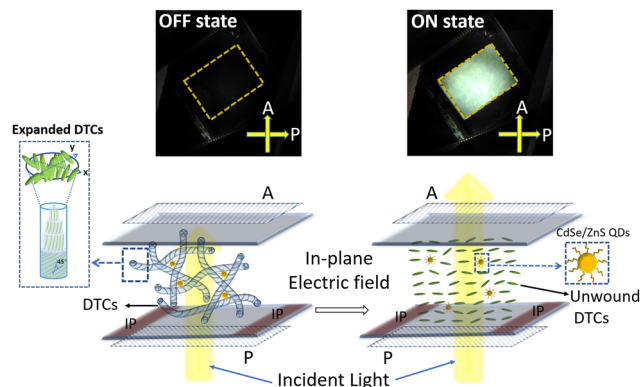 OFF state
ON state
A
P
A
P
Expanded DTCs
y
x
45°
A
A
CdSe/ZnS QDs
In-plane
Electric field
DTCs
Unwound
DTCs
IP
IP
IP
IP
P
P
Incident Light